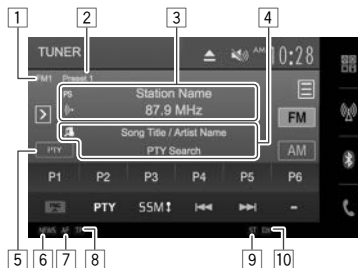 1 2 3 4
TUNER AM 10:28
FM1 Preset 1
PS Station Name
87.9 MHz
FM
Song Title / Artist Name
PTY PTY Search AM
P1 P2 P3 P4 P5 P6
PTY SSM -
NEWS AF TP ST DX
5 6 7 8 9 10